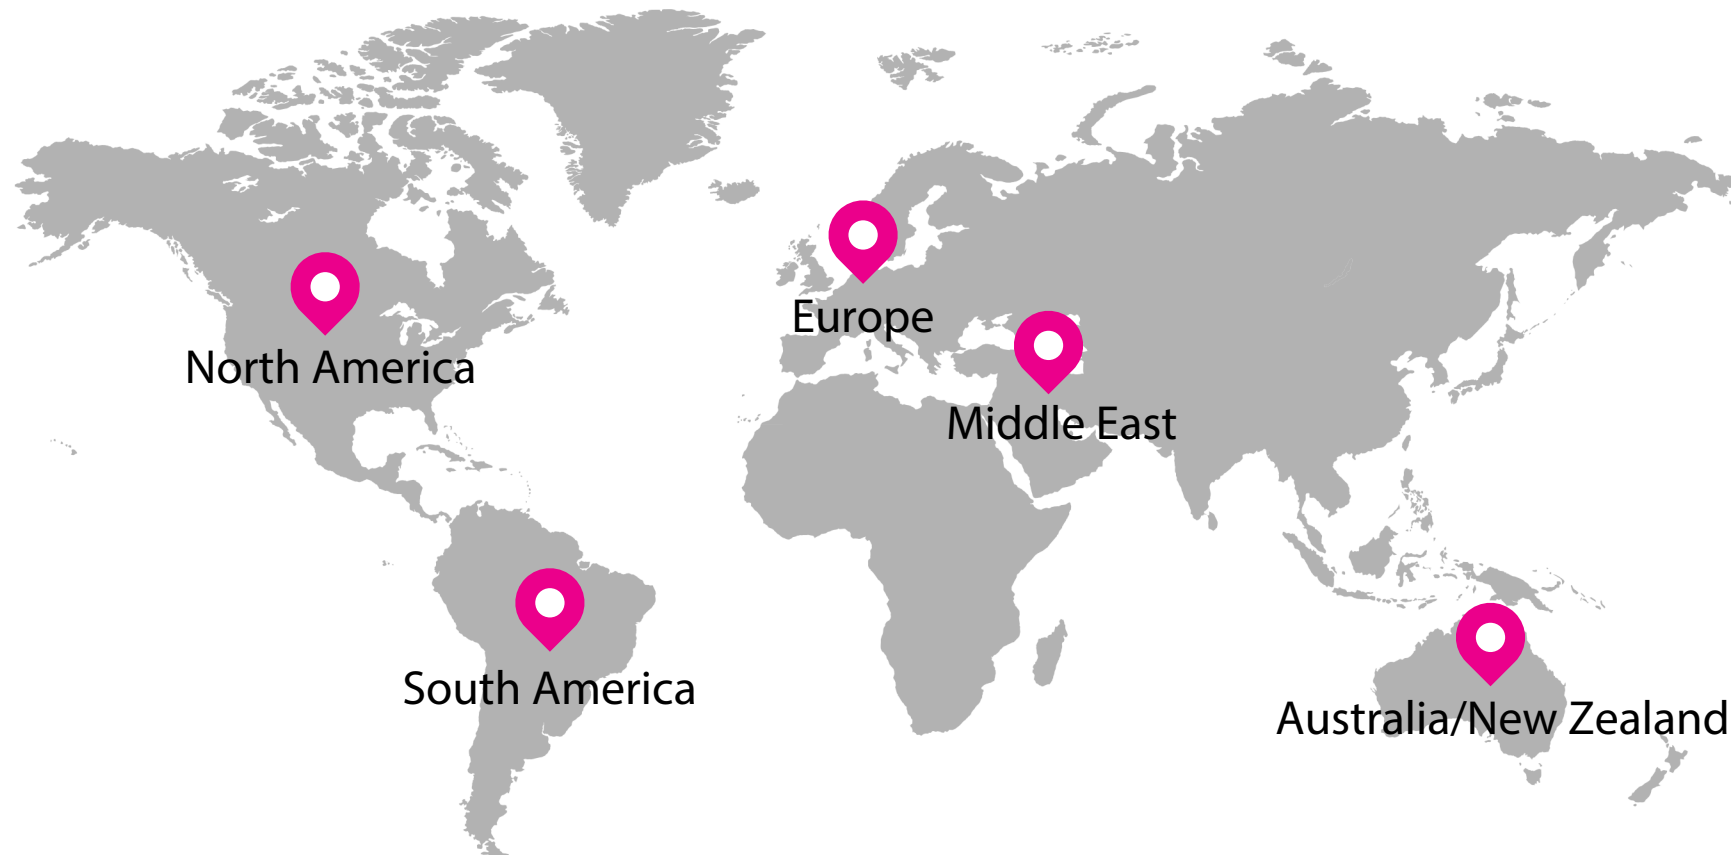 Europe
North America
Middle East
South America
Australia/New Zealand